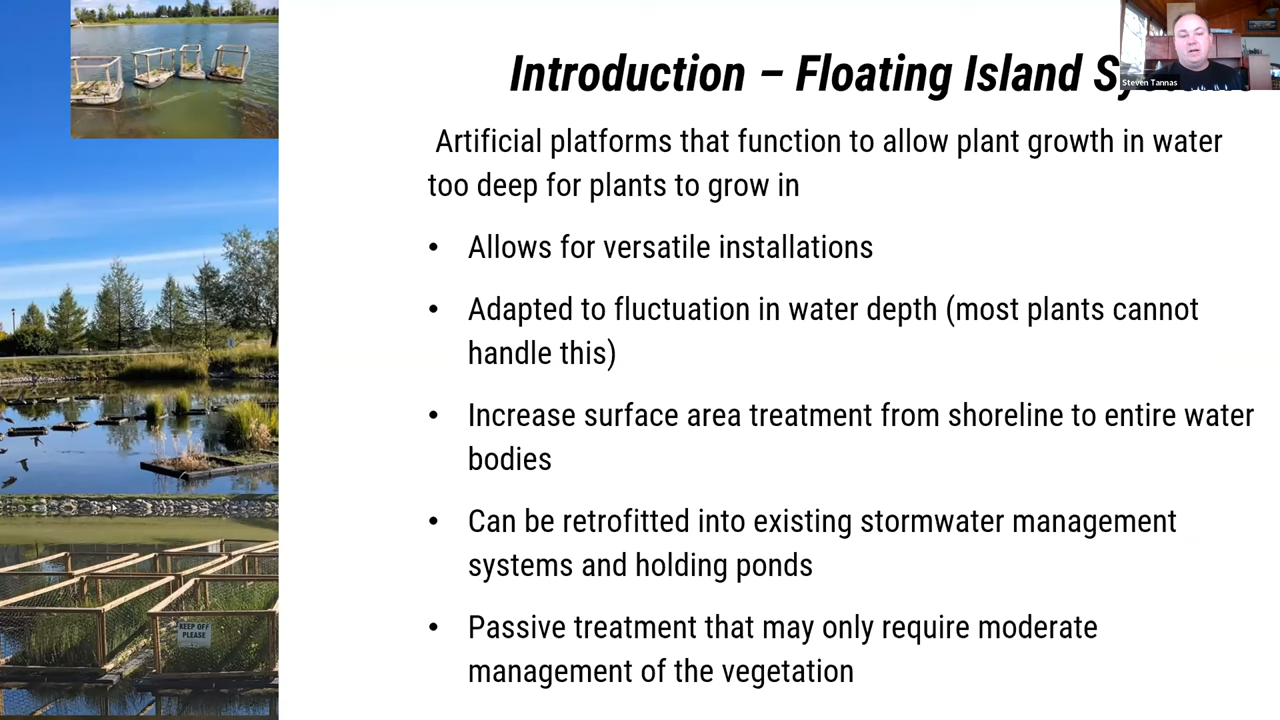 Introduction – Floating Island
Steven Tannas
Artificial platforms that function to allow plant growth in water
too deep for plants to grow in
• Allows for versatile installations
• Adapted to fluctuation in water depth (most plants cannot
handle this)
• Increase surface area treatment from shoreline to entire water
bodies
• Can be retrofitted into existing stormwater management
systems and holding ponds
• Passive treatment that may only require moderate
management of the vegetation
KEEP OFF
PLEASE